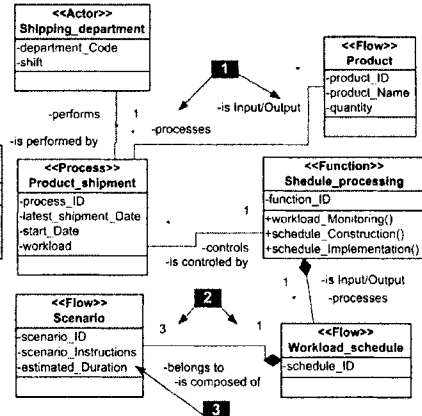 <<Actor>>
Shipping_department
-department_Code
-shift
<<Flow>>
Product
-product_ID
-product_Name
-quantity
1
*
-performs
1
-is Input/Output
-processes
-is performed by
*
*
<<Process>>
Product_shipment
-process_ID
-latest_shipment_Date
-start_Date
-workload
<<Function>>
Shedule_processing
-function_ID
+workload_Monitoring()
+schedule_Construction()
+schedule_Implementation()
*
1
-controls
-is controled by
1
-is Input/Output
-processes
*
<<Flow>>
Scenario
-scenario_ID
-scenario_Instructions
-estimated_Duration
2
3
1
-belongs to
-is composed of
<<Flow>>
Workload_schedule
-schedule_ID
3